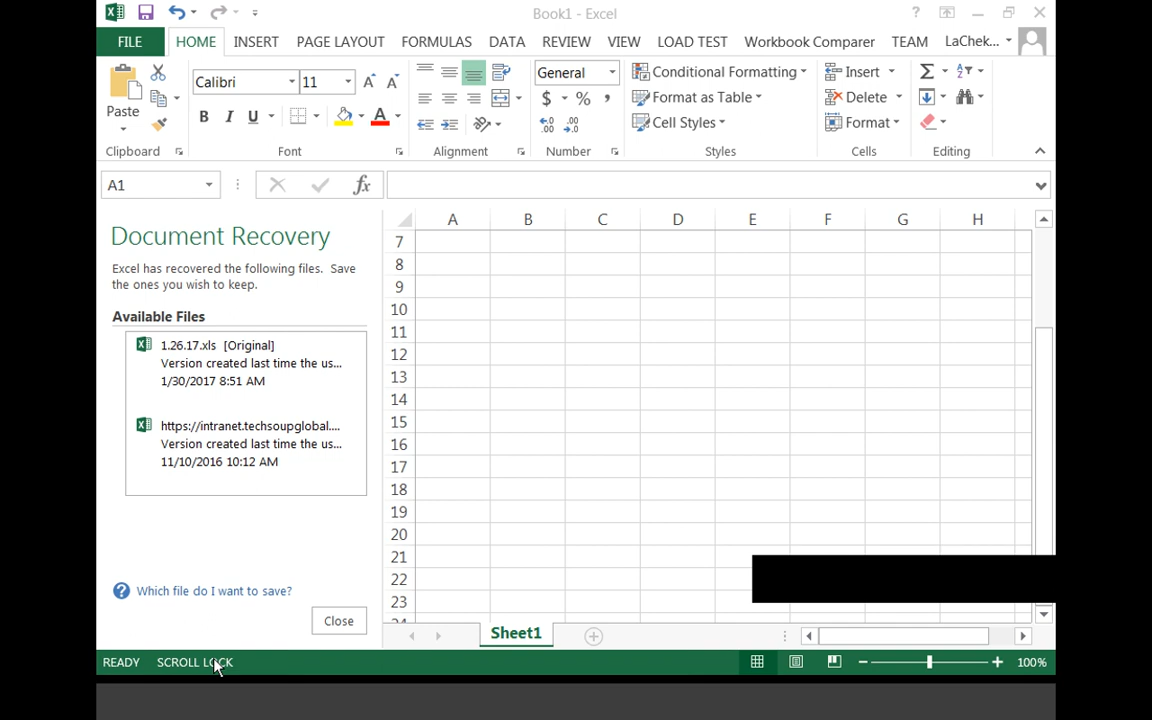 Book1 - Excel
?
FILE HOME INSERT PAGE LAYOUT FORMULAS DATA REVIEW VIEW LOAD TEST Workbook Comparer TEAM LaChek...
Paste
Calibri 11
B I U A
General
$ % ,
Conditional Formatting
Format as Table
Cell Styles
Insert
Delete
Format
Clipboard Font Alignment Number Styles Cells Editing
A1 fx
Document Recovery
Excel has recovered the following files. Save
the ones you wish to keep.
Available Files
1.26.17.xls [Original]
Version created last time the us...
1/30/2017 8:51 AM
https://intranet.techsoupglobal....
Version created last time the us...
11/10/2016 10:12 AM
Which file do I want to save?
Close
A B C D E F G H
7
8
9
10
11
12
13
14
15
16
17
18
19
20
21
22
23
24
Sheet1
READY SCROLL LOCK 100%